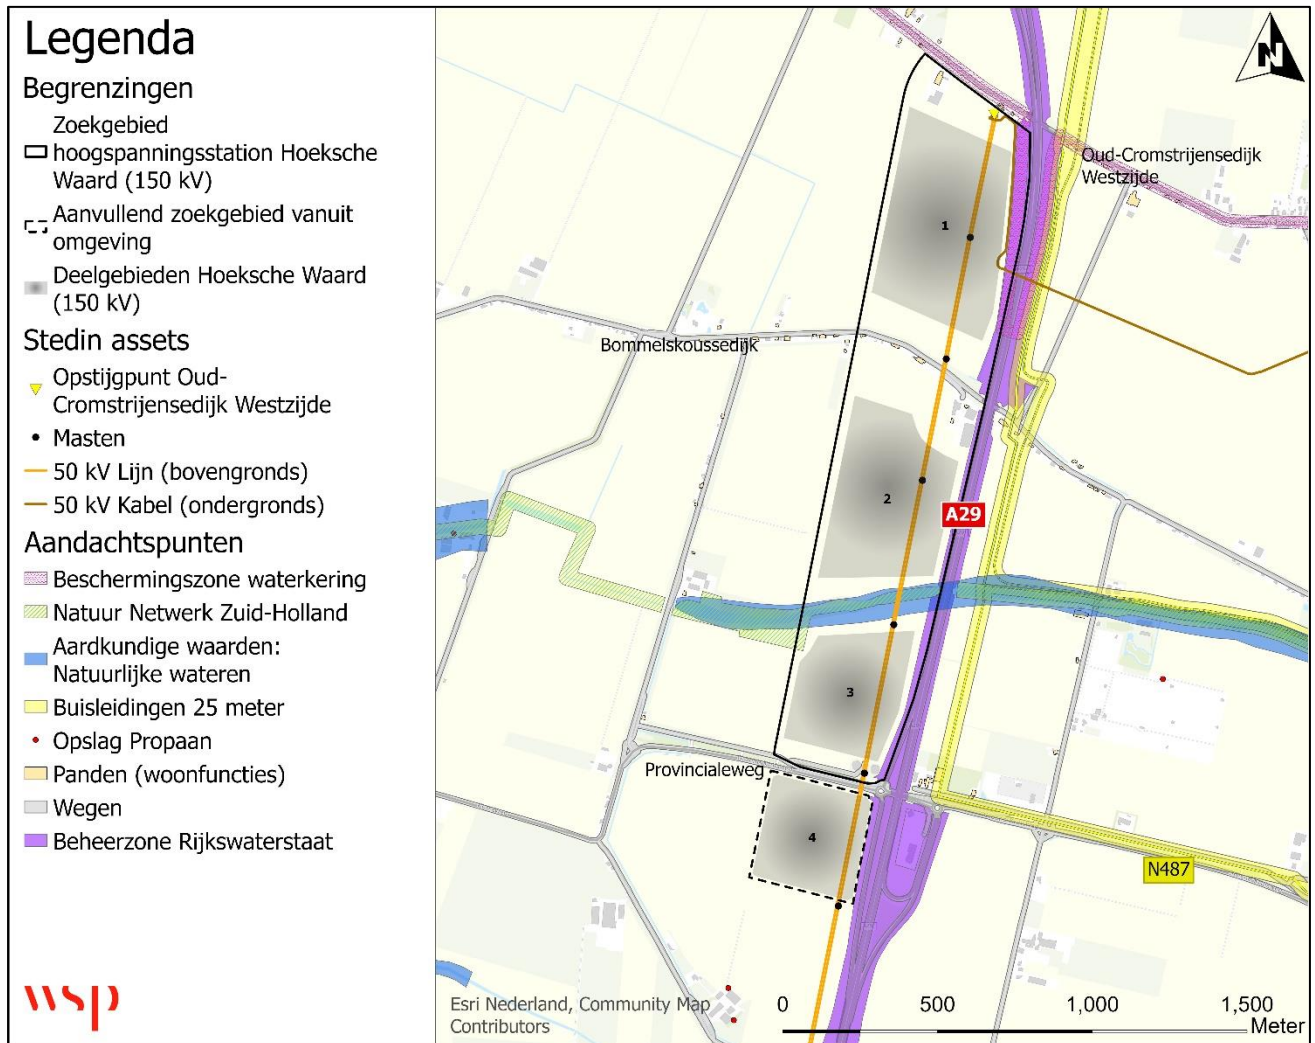 Legenda
Begrenzingen
Zoekgebied
hoogspanningsstation Hoeksche
Waard (150 kV)
Aanvullend zoekgebied vanuit
omgeving
Deelgebieden Hoeksche Waard
(150 kV)
Stedin assets
Opstijgpunt Oud-
Cromstrijensedijk Westzijde
Masten
50 kV Lijn (bovengronds)
50 kV Kabel (ondergronds)
Aandachtspunten
Beschermingszone waterkering
Natuur Netwerk Zuid-Holland
Aardkundige waarden:
Natuurlijke wateren
Buisleidingen 25 meter
Opslag Propaan
Panden (woonfuncties)
Wegen
Beheerzone Rijkswaterstaat
wsp
N
Oud-Cromstrijensedijk
Westzijde
1
Bommelskoussedijk
2
A29
3
Provincialeweg
4
N487
Esri Nederland, Community Map
Contributors
0 500 1,000 1,500
Meter